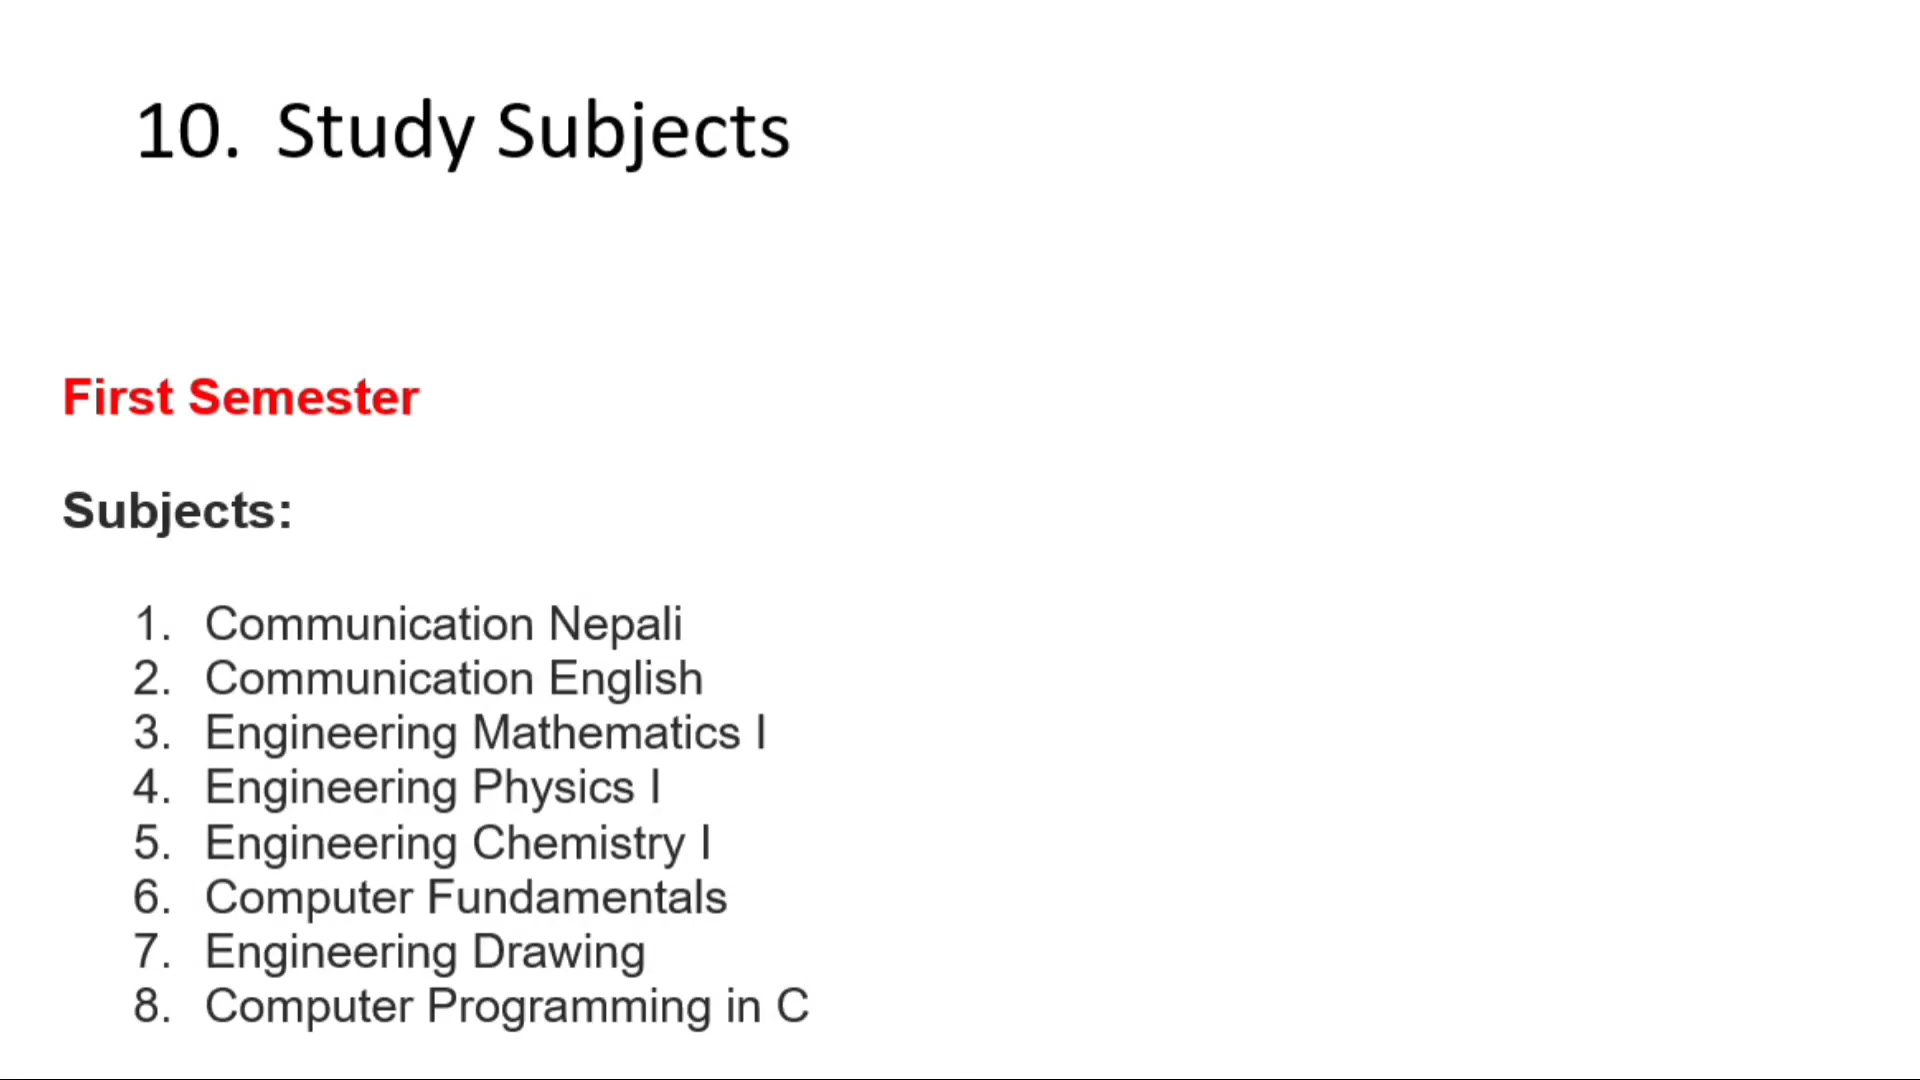 10. Study Subjects
First Semester
Subjects:
1. Communication Nepali
2. Communication English
3. Engineering Mathematics I
4. Engineering Physics I
5. Engineering Chemistry I
6. Computer Fundamentals
7. Engineering Drawing
8. Computer Programming in C